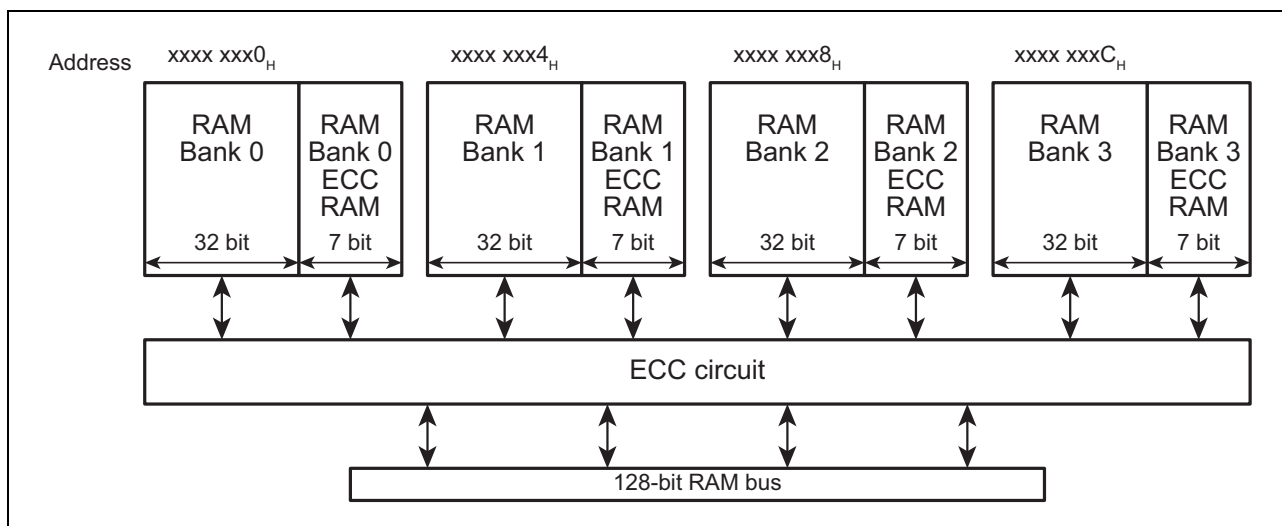 Address xxxx xxx0H xxxx xxx4H xxxx xxx8H xxxx xxxCH
RAM Bank 0
RAM Bank 0 ECC RAM
RAM Bank 1
RAM Bank 1 ECC RAM
RAM Bank 2
RAM Bank 2 ECC RAM
RAM Bank 3
RAM Bank 3 ECC RAM
32 bit 7 bit 32 bit 7 bit 32 bit 7 bit 32 bit 7 bit
ECC circuit
128-bit RAM bus